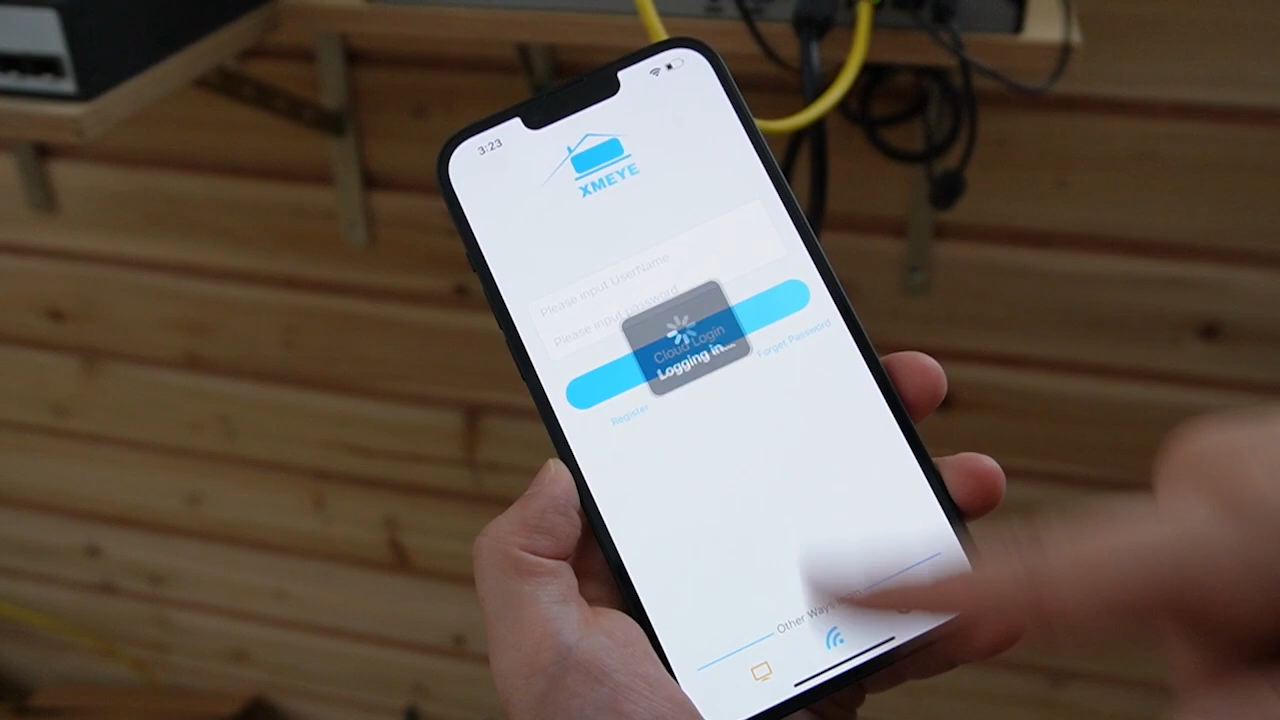 3:23
XMEYE
Please input UserName
Please input password
Cloud Login
Logging in...
Forget Password
Register
Other Ways